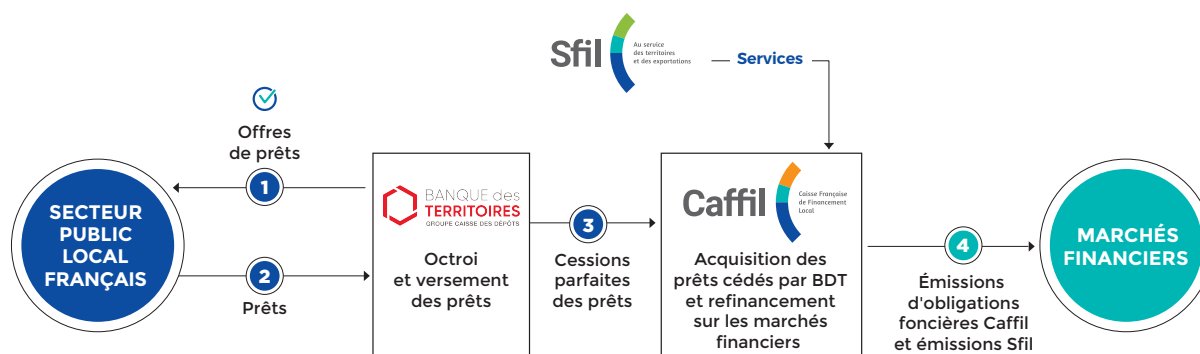 Sfil
Au service
des territoires
et des exportations
Services
Offres
de prêts
1
SECTEUR
PUBLIC
LOCAL
FRANÇAIS
2
Prêts
BANQUE des
TERRITOIRES
GROUPE CAISSE DES DÉPÔTS
Octroi
et versement
des prêts
3
Cessions
parfaites
des prêts
Caffil
Caisse Française
de Financement
Local
Acquisition des
prêts cédés par BDT
et refinancement
sur les marchés
financiers
4
Émissions
d'obligations
foncières Caffil
et émissions Sfil
MARCHÉS
FINANCIERS